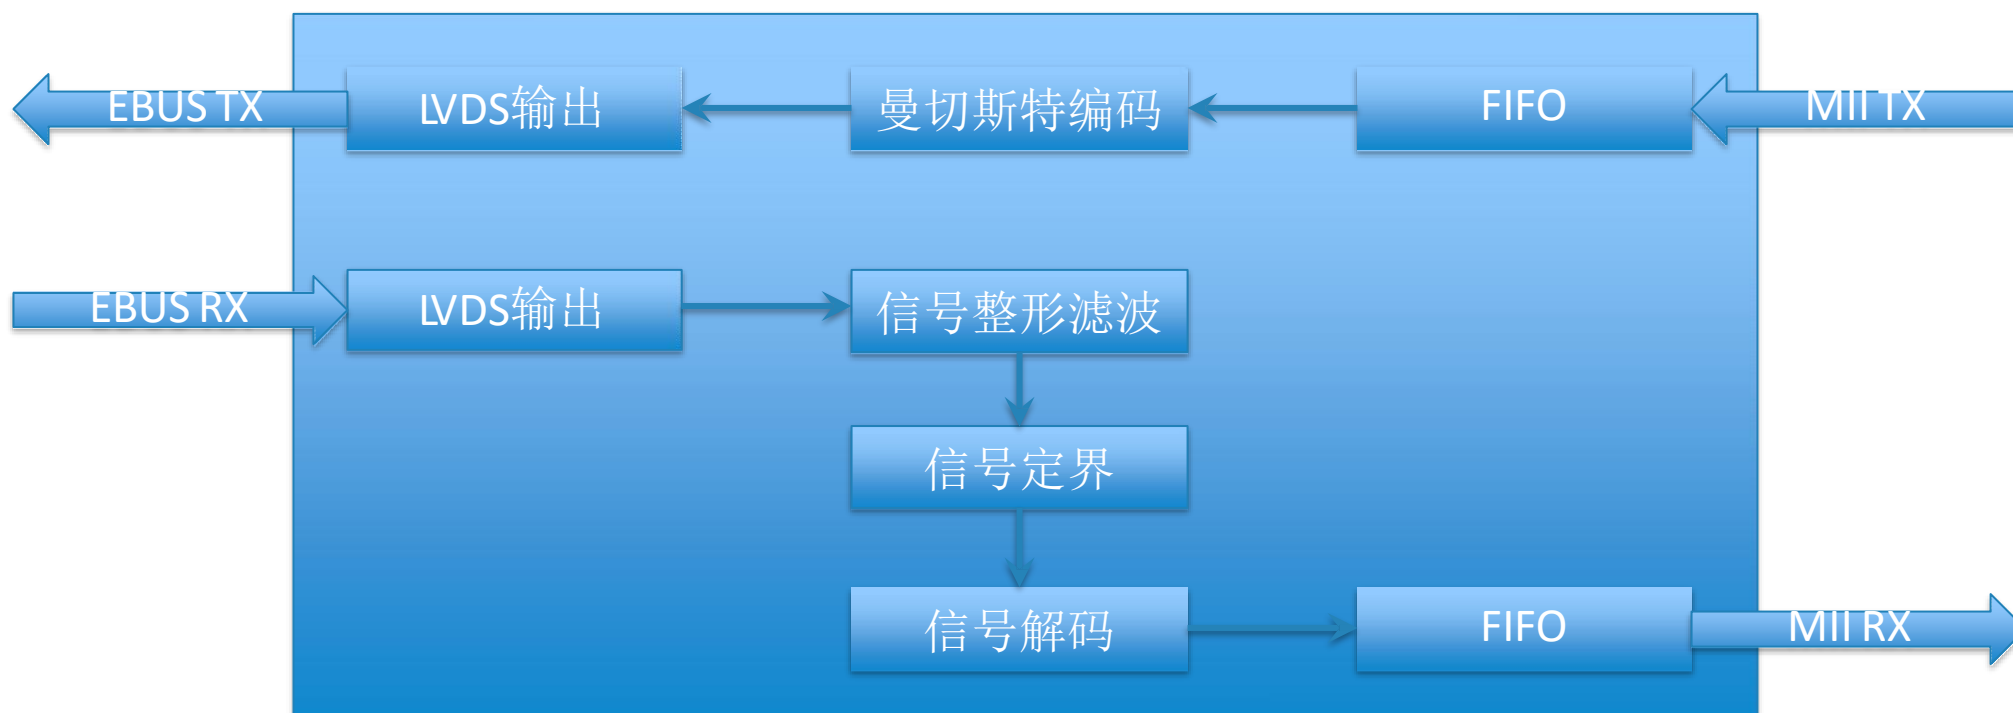 EBUS TX
LVDS输出
曼切斯特编码
FIFO
MII TX
EBUS RX
LVDS输出
信号整形滤波
信号定界
信号解码
FIFO
MII RX